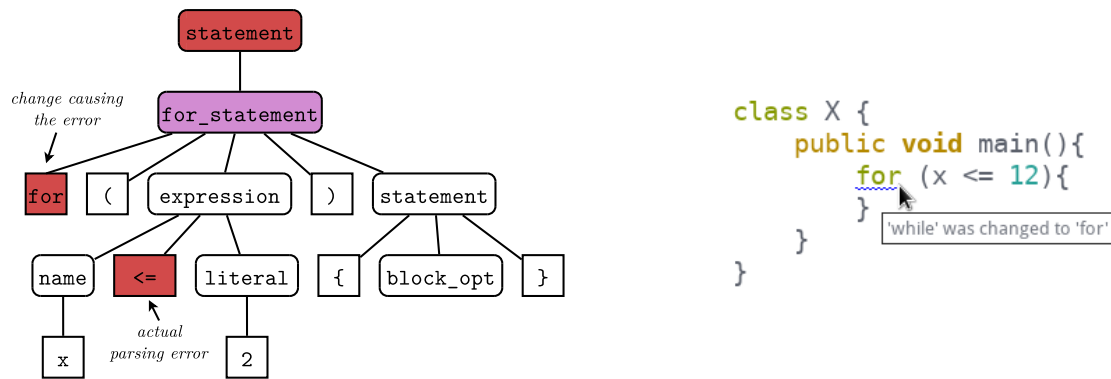 statement
change causing
the error
for_statement
for
(
expression
)
statement
name
<=
literal
{
block_opt
}
actual
parsing error
x
2
class X {
public void main(){
for (x <= 12){
}
'while' was changed to 'for'
}
}